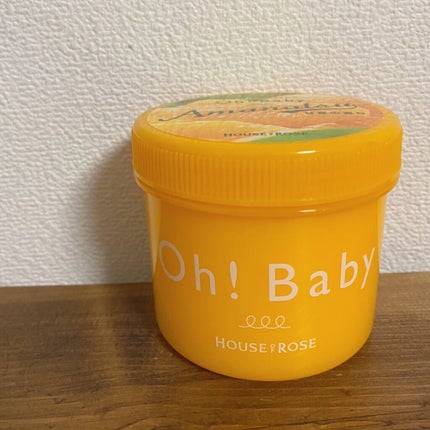 Amanatsu
HOUSE OF ROSE
Oh! Baby
HOUSE OF ROSE